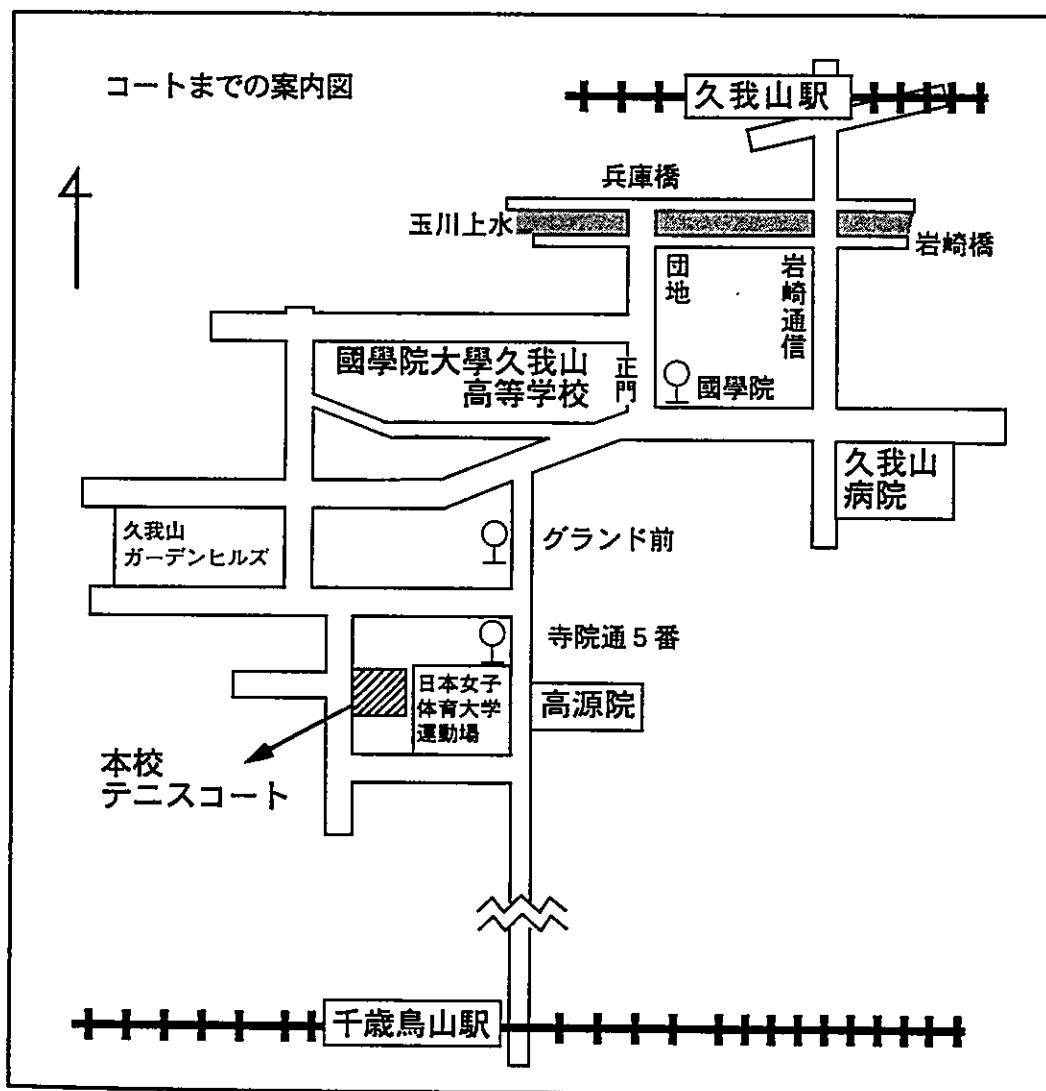 コートまでの案内図
久我山駅
兵庫橋
玉川上水
岩崎橋
団地
岩崎通信
國學院大學久我山
高等学校
正門
國學院
久我山
病院
久我山
ガーデンヒルズ
グランド前
寺院通5番
日本女子
体育大学
運動場
高源院
本校
テニスコート
千歳烏山駅